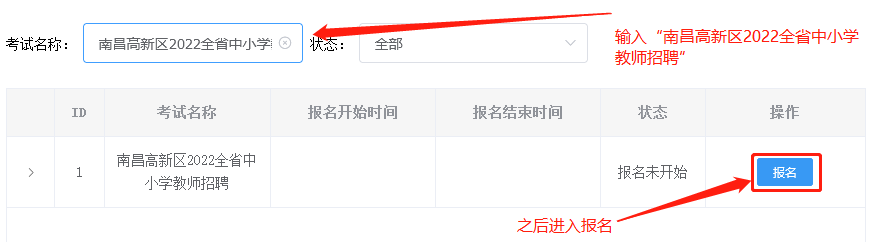 考试名称：
南昌高新区2022全省中小学
状态：
全部
输入“南昌高新区2022全省中小学
教师招聘”
ID
考试名称
报名开始时间
报名结束时间
状态
操作
1
南昌高新区2022全省中
小学教师招聘
报名未开始
报名
之后进入报名